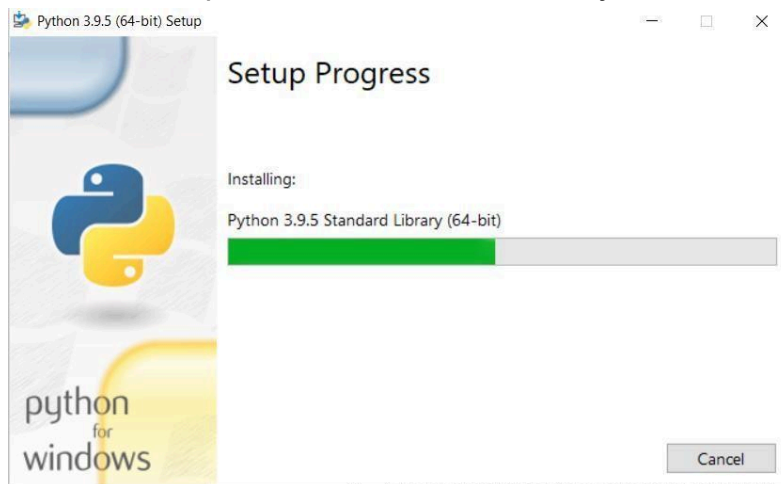 Python 3.9.5 (64-bit) Setup
Setup Progress
Installing:
Python 3.9.5 Standard Library (64-bit)
python
for
windows
Cancel